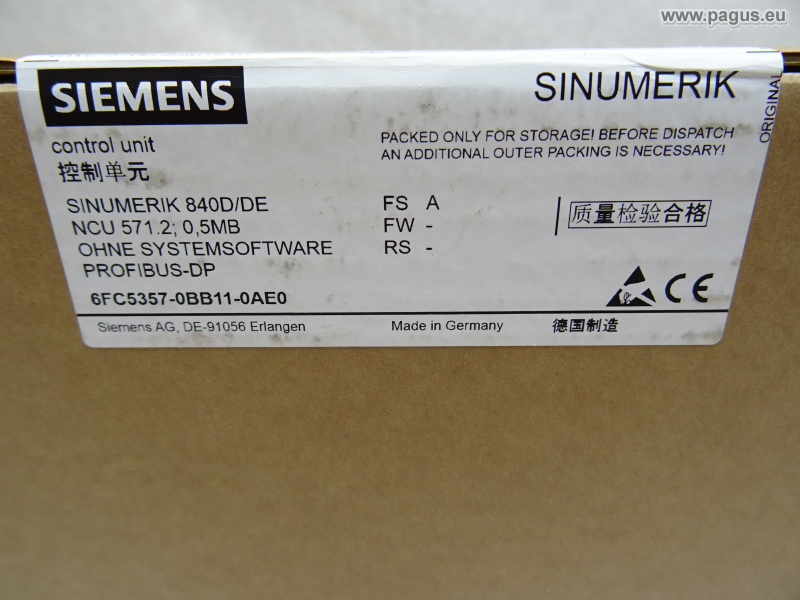 www.pagus.eu
SIEMENS
SINUMERIK
ORIGINAL
control unit
控制单元
PACKED ONLY FOR STORAGE! BEFORE DISPATCH
AN ADDITIONAL OUTER PACKING IS NECESSARY!
SINUMERIK 840D/DE
NCU 571.2; 0,5MB
OHNE SYSTEMSOFTWARE
PROFIBUS-DP
FS A
FW -
RS -
质量检验合格
6FC5357-0BB11-0AE0
CE
Siemens AG, DE-91056 Erlangen
Made in Germany
德国制造